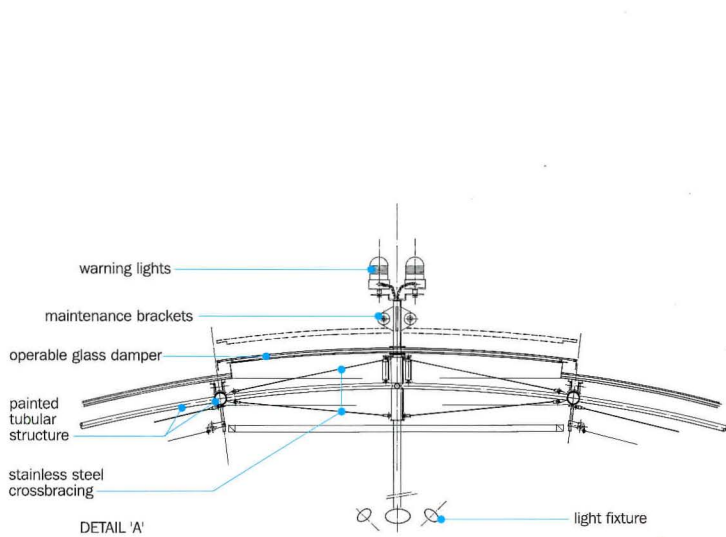 warning lights
maintenance brackets
operable glass damper
painted
tubular
structure
stainless steel
crossbracing
light fixture
DETAIL 'A'